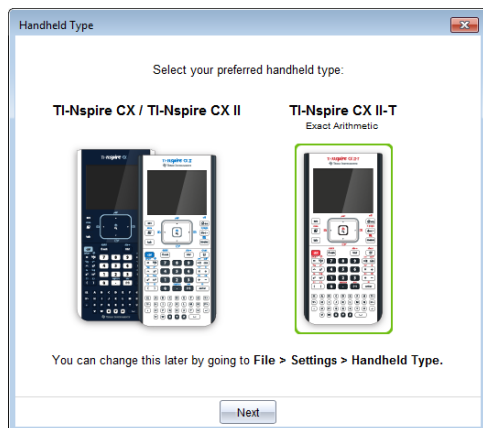 Handheld Type
Select your preferred handheld type:
TI-Nspire CX / TI-Nspire CX II
TI-Nspire CX II-T
Exact Arithmetic
You can change this later by going to File > Settings > Handheld Type.
Next